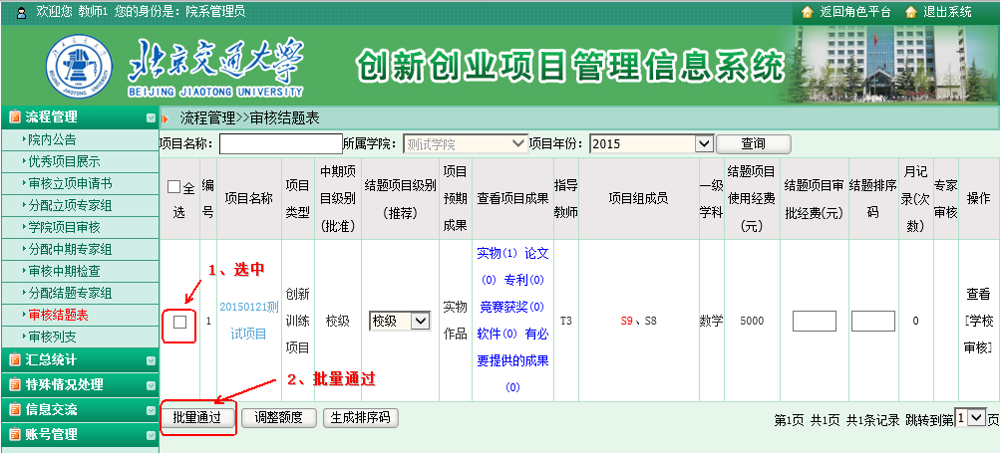 欢迎您 教师1 您的身份是：院系管理员
返回角色平台 退出系统
北京交通大学
BEIJING JIAOTONG UNIVERSITY
创新创业项目管理信息系统
流程管理
院内公告
优秀项目展示
审核立项申请书
分配立项专家组
学院项目审核
分配中期专家组
审核中期检查
分配结题专家组
审核结题表
审核列支
汇总统计
特殊情况处理
信息交流
账号管理
流程管理>>审核结题表
项目名称： 所属学院： 测试学院 项目年份： 2015 查询
全
选
编
号
项目名称
项目
类型
中期项
目级别
(批准)
结题项目级别
(推荐)
项目
预期
成果
查看项目成果
指导
教师
项目组成员
一级
学科
结题项目
使用经费
(元)
结题项目审
批经费(元)
结题排序
码
月记
录(次
数)
专家
审核
操作
1、选中
1
20150121测
试项目
创新
训练
项目
校级
校级
实物
作品
实物(1) 论文
(0) 专利(0)
竞赛获奖(0)
软件(0) 有必
要提供的成果
(0)
T3
S9、S8
数学
5000
0
查看
[学校
审核]
2、批量通过
批量通过 调整额度 生成排序码
第1页 共1页 共1条记录 跳转到第 1 页